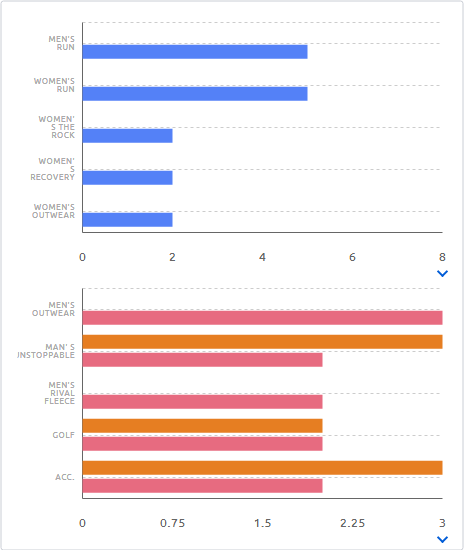 MEN'S
RUN
WOMEN'S
RUN
WOMEN'
S THE
ROCK
WOMEN'
S
RECOVERY
WOMEN'S
OUTWEAR
0 2 4 6 8
MEN'S
OUTWEAR
MAN' S
UNSTOPPABLE
MEN'S
RIVAL
FLEECE
GOLF
ACC.
0 0.75 1.5 2.25 3